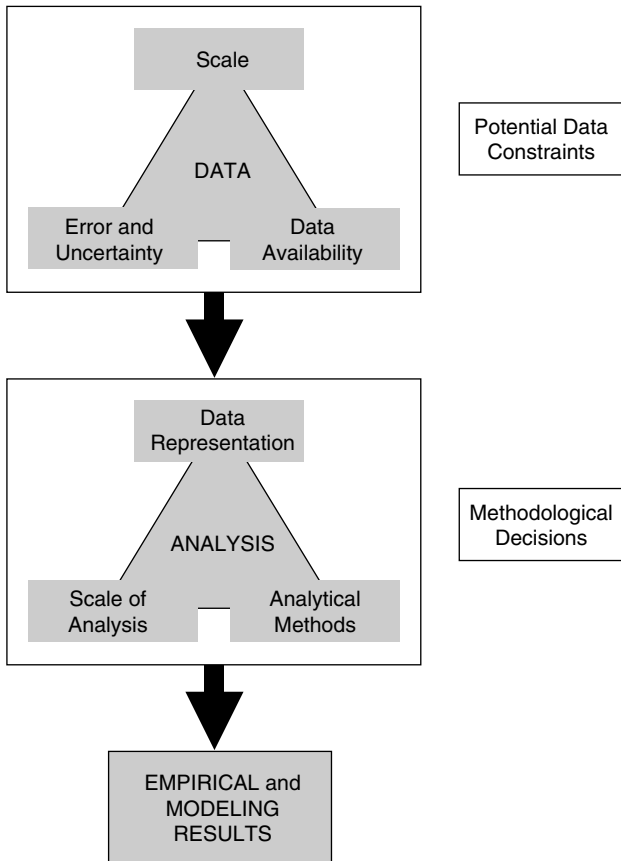 Scale
DATA
Error and
Uncertainty
Data
Availability
Potential Data
Constraints
Data
Representation
ANALYSIS
Scale of
Analysis
Analytical
Methods
Methodological
Decisions
EMPIRICAL and
MODELING
RESULTS